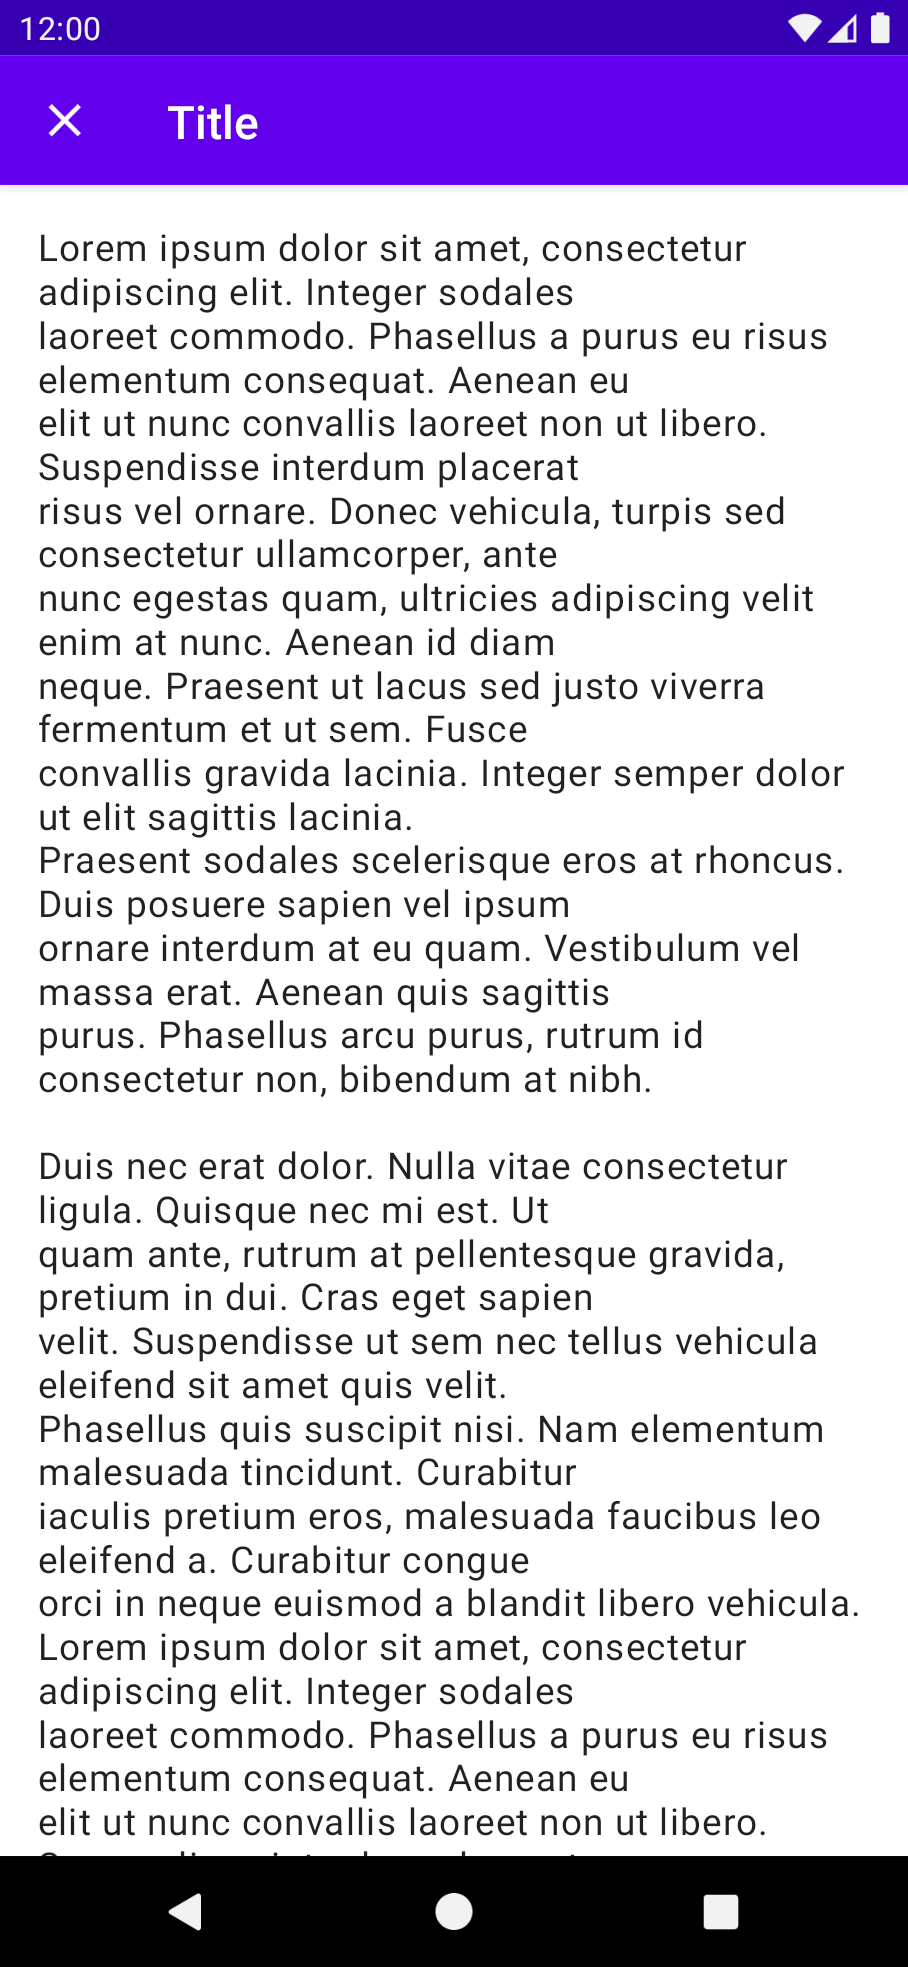 12:00
Title
Lorem ipsum dolor sit amet, consectetur
adipiscing elit. Integer sodales
laoreet commodo. Phasellus a purus eu risus
elementum consequat. Aenean eu
elit ut nunc convallis laoreet non ut libero.
Suspendisse interdum placerat
risus vel ornare. Donec vehicula, turpis sed
consectetur ullamcorper, ante
nunc egestas quam, ultricies adipiscing velit
enim at nunc. Aenean id diam
neque. Praesent ut lacus sed justo viverra
fermentum et ut sem. Fusce
convallis gravida lacinia. Integer semper dolor
ut elit sagittis lacinia.
Praesent sodales scelerisque eros at rhoncus.
Duis posuere sapien vel ipsum
ornare interdum at eu quam. Vestibulum vel
massa erat. Aenean quis sagittis
purus. Phasellus arcu purus, rutrum id
consectetur non, bibendum at nibh.
Duis nec erat dolor. Nulla vitae consectetur
ligula. Quisque nec mi est. Ut
quam ante, rutrum at pellentesque gravida,
pretium in dui. Cras eget sapien
velit. Suspendisse ut sem nec tellus vehicula
eleifend sit amet quis velit.
Phasellus quis suscipit nisi. Nam elementum
malesuada tincidunt. Curabitur
iaculis pretium eros, malesuada faucibus leo
eleifend a. Curabitur congue
orci in neque euismod a blandit libero vehicula.
Lorem ipsum dolor sit amet, consectetur
adipiscing elit. Integer sodales
laoreet commodo. Phasellus a purus eu risus
elementum consequat. Aenean eu
elit ut nunc convallis laoreet non ut libero.